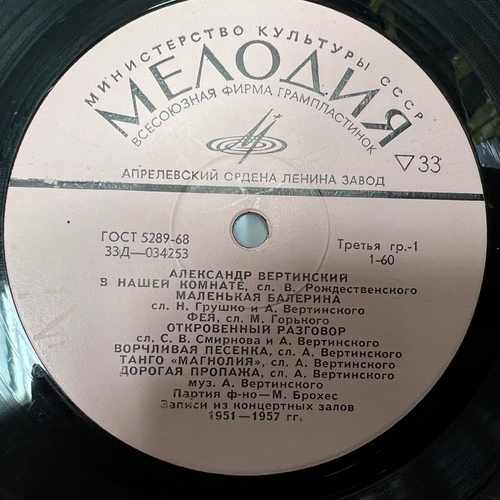 МИНИСТЕРСТВО КУЛЬТУРЫ СССР
МЕЛОДИЯ
ВСЕСОЮЗНАЯ ФИРМА ГРАМПЛАСТИНОК
▽33
АПРЕЛЕВСКИЙ ОРДЕНА ЛЕНИНА ЗАВОД
ГОСТ 5289-68
33Д—034253
Третья гр.-1
1-60
АЛЕКСАНДР ВЕРТИНСКИЙ
В НАШЕЙ КОМНАТЕ, сл. В. Рождественского
МАЛЕНЬКАЯ БАЛЕРИНА
сл. Н. Грушко и А. Вертинского
ФЕЯ, сл. М. Горького
ОТКРОВЕННЫЙ РАЗГОВОР
сл. С. В. Смирнова и А. Вертинского
ВОРЧЛИВАЯ ПЕСЕНКА, сл. А. Вертинского
ТАНГО «МАГНОЛИЯ», сл. А. Вертинского
ДОРОГАЯ ПРОПАЖА, сл. А. Вертинского
муз. А. Вертинского
Партия ф-но — М. Брохес
Записи из концертных залов
1951—1957 гг.